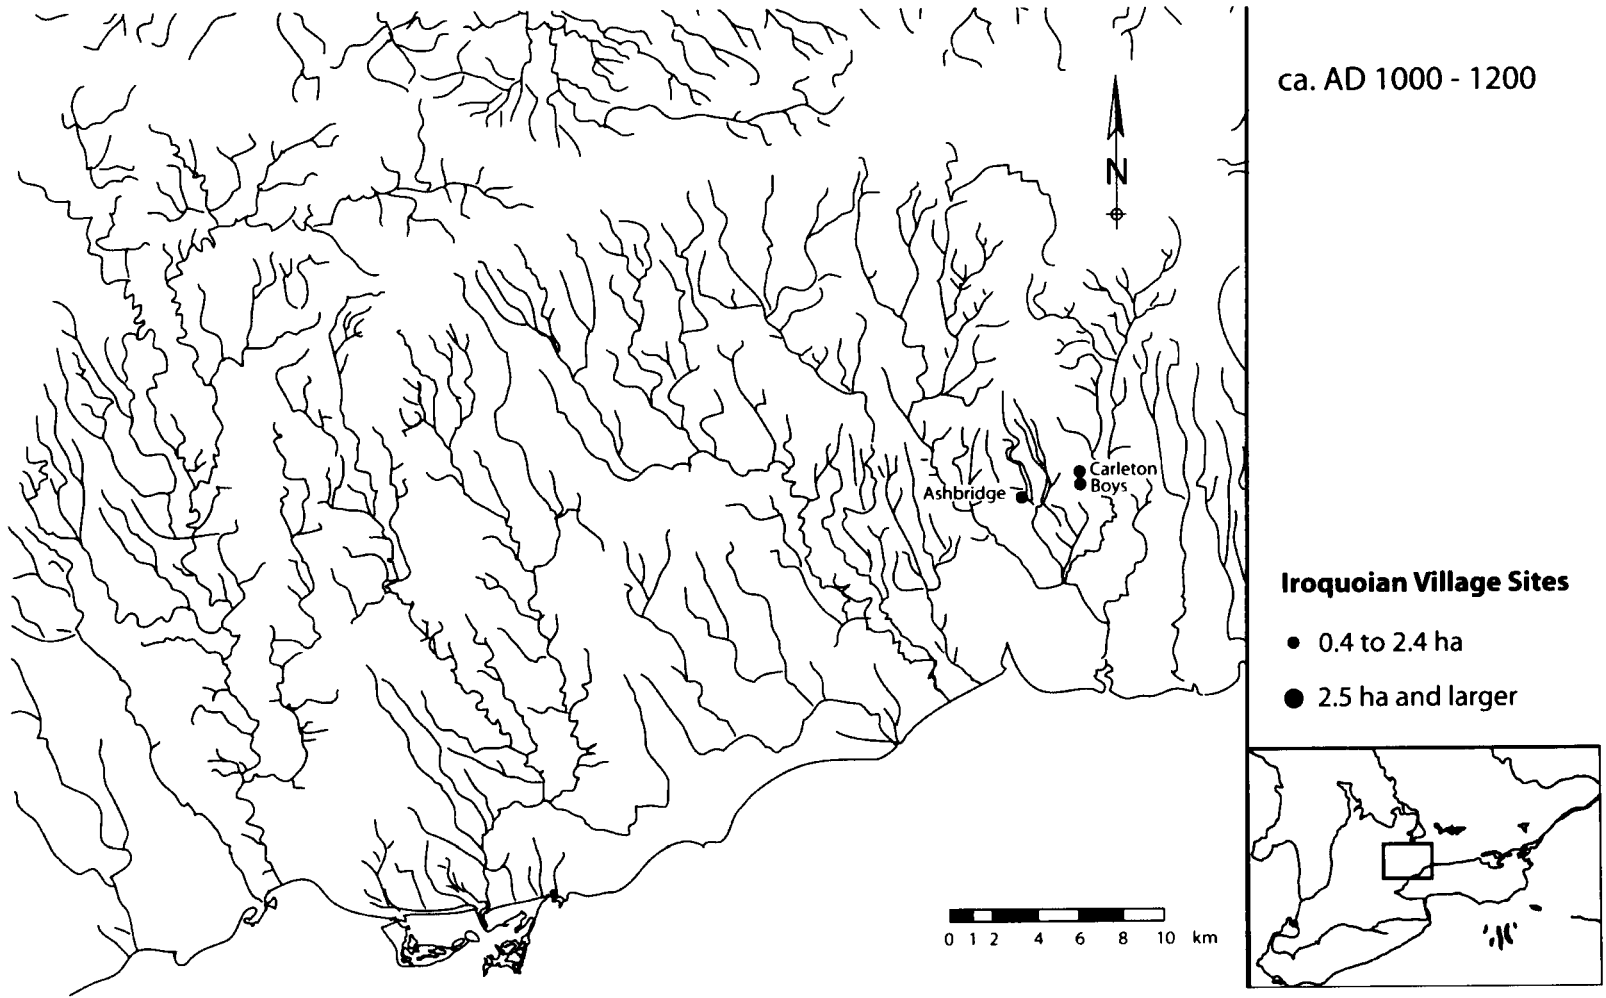 ca. AD 1000 - 1200
N
Carleton
Boys
Ashbridge
Iroquoian Village Sites
0.4 to 2.4 ha
2.5 ha and larger
0 1 2 4 6 8 10 km